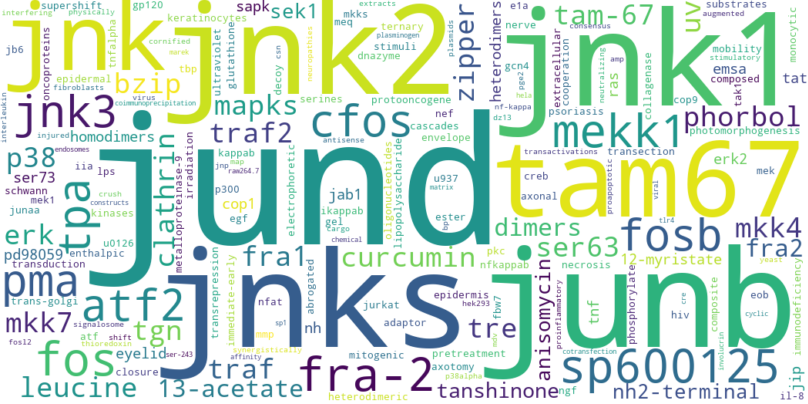 interfering physically supershift gp120 sapk sek1 extracts e1a consensus substrates augmented
jnk jnk2 jnk1
keratinocytes mkks meq ternary plasminogen stimuli dnazyme tam-67 uv
jb6 oncoproteins cornified marek tnfralpha ultraviolet glutathione decoy csn neuropathies plasmids zipper heterodimers nerve gcn4 extracellular cooperation ras neutralizing amp collagenase mobility stimulatory monocytic
epidermal tbp bzip emsa composed tat
fibroblasts virus coimmunoprecipitation serines protooncogene pge2 hela nf-kappa cop9 tak1
interleukin jnk3 mapks cfos dz13 psoriasis mekk1 phorbol
injured homodimers traf2 nef cascades photomorphogenesis
p38 endosomes kappab antisense envelope transactivations transection erk2 mek
iia lps map jnp ram264.7 irradiation electrophoretic u937 matrix creb proapoptotic viral
ser73 clathrin metalloproteinase-9 p300 jab1 oligonucleotides lipopolysaccharide tam67
schwann crush cop1 ikappab axonal
mek1 constructs egf gel ester bp1
junaa tpa kinases jund cargo chemical dimers tlr4 fosb mkk4
erk u0126 fra1 pkc ser63 fra2
pd98059 enthalpic curcumin nfkappab 12-myristate
transduction transrepression immediate-early necrosis yeast
pma trans-golgi nfat abrogated epidermis hek293 anisomycin proinflammatory tnf phosphorylate cre composite eob immunodeficiency
atf2 jnks jurkat junb
signalosome sp1 adaptor fbw7 hiv cyclic
mkk7 atf tgn mmp nh tre involucrin
fosl2 shift thioredoxin synergistically mdv cotransfection
fos eyelid ser-243 mitogenic pretreatment
closure affinity traf axotomy tanshinone sp600125 jip
leucine 13-acetate fra-2 p38alpha ngf nh2-terminal
heterodimeric il-8